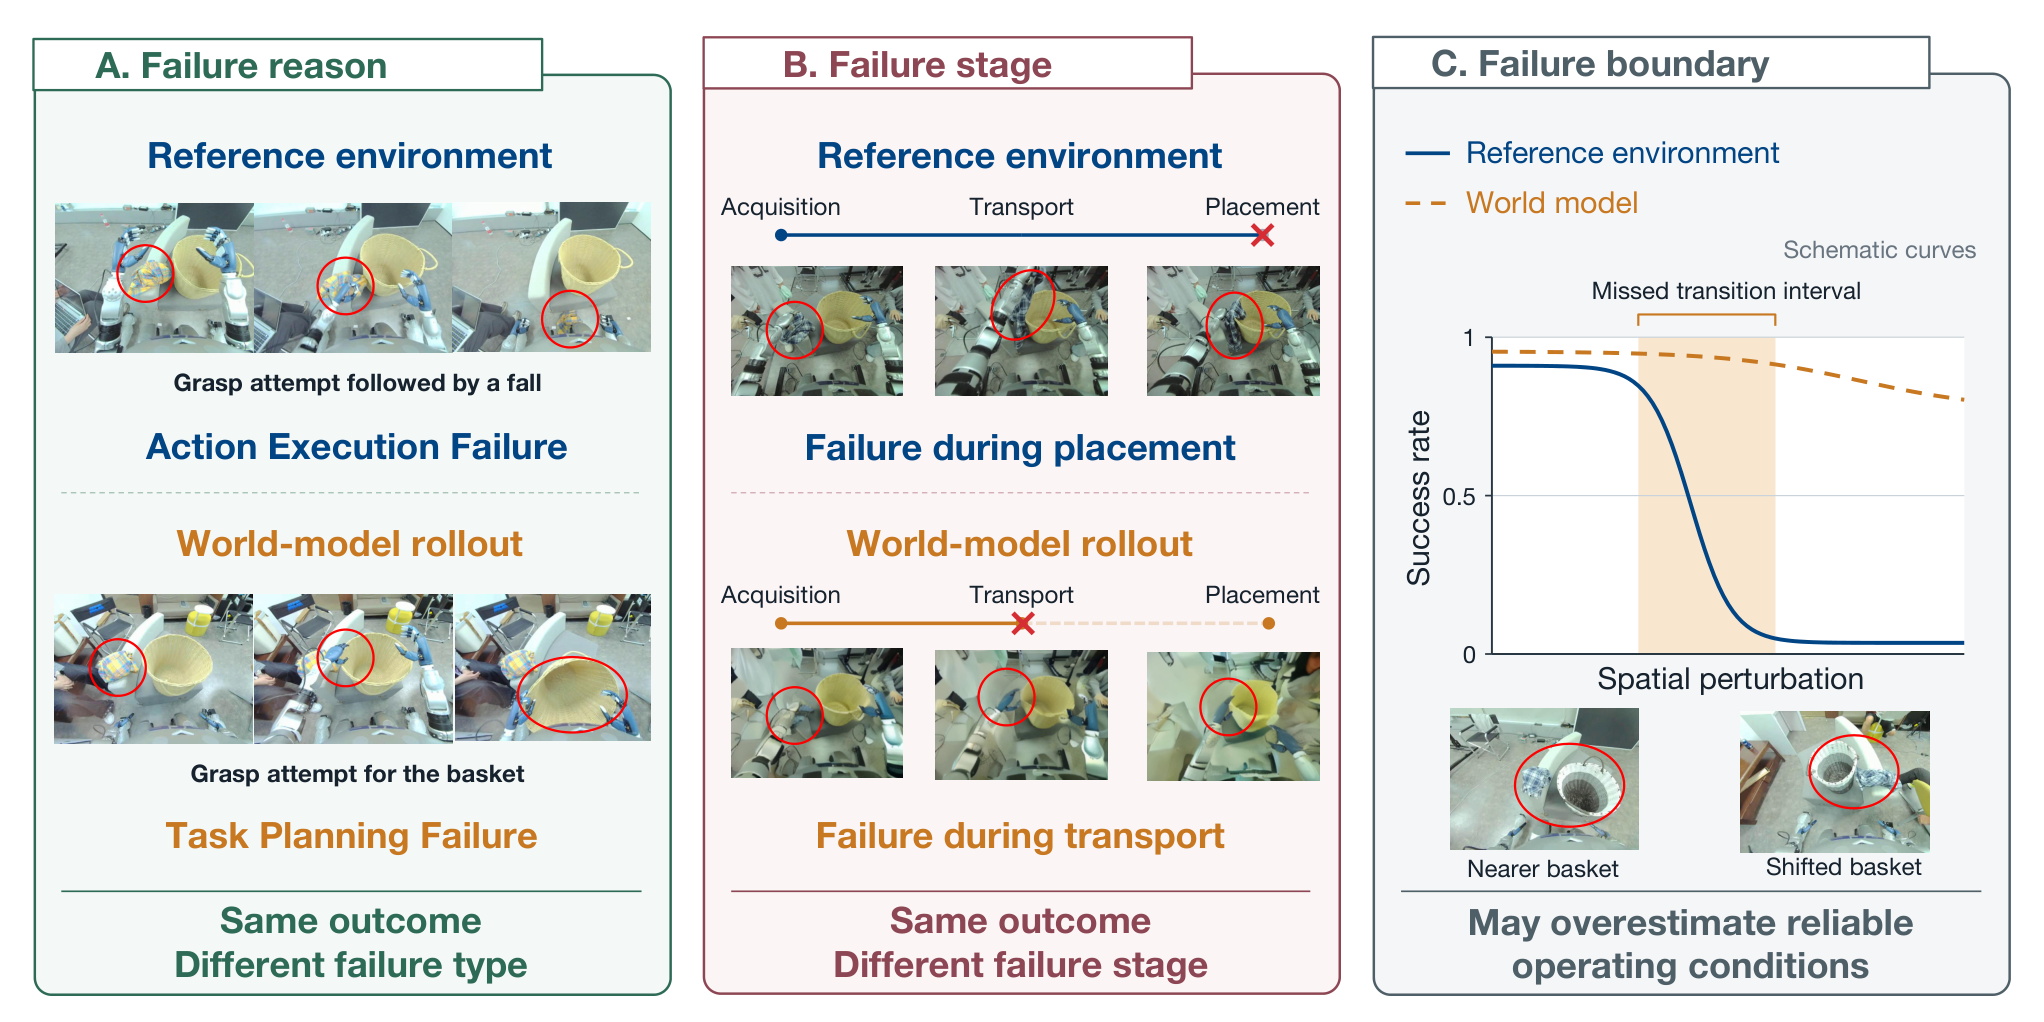 A. Failure reason
Reference environment
Grasp attempt followed by a fall
Action Execution Failure
World-model rollout
Grasp attempt for the basket
Task Planning Failure
Same outcome
Different failure type
B. Failure stage
Reference environment
Acquisition Transport Placement
Failure during placement
World-model rollout
Acquisition Transport Placement
Failure during transport
Same outcome
Different failure stage
C. Failure boundary
Reference environment
World model
Schematic curves
Missed transition interval
1
0.5
0
Success rate
Spatial perturbation
Nearer basket
Shifted basket
May overestimate reliable
operating conditions